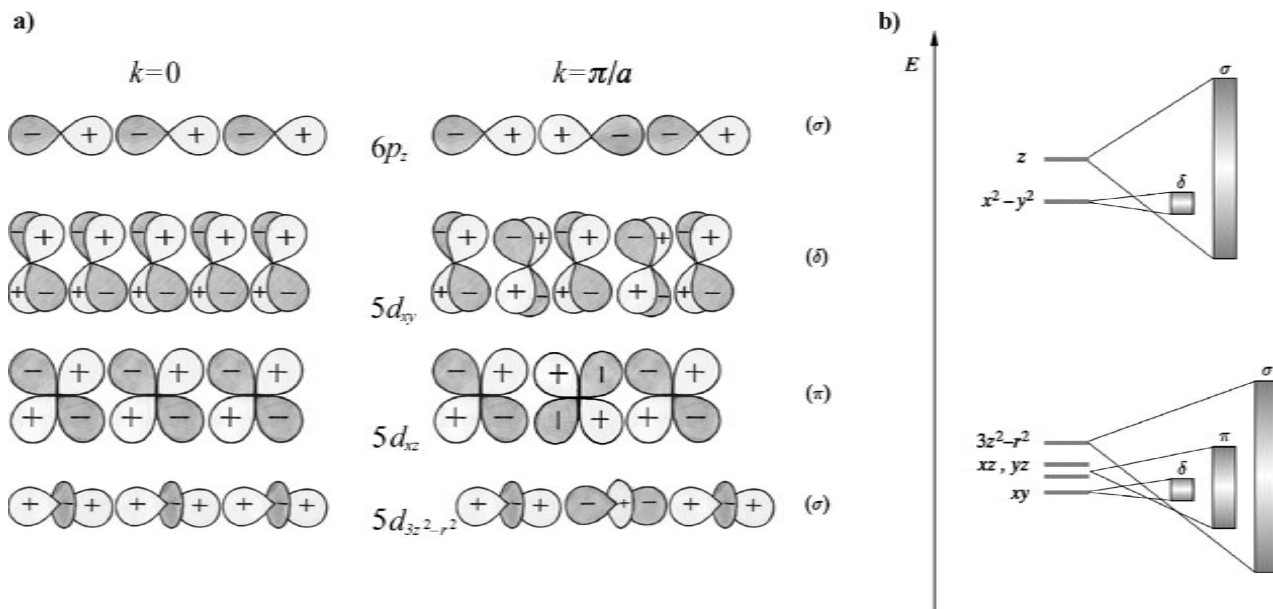 a)
k=0
k=π/a
− + − + − +
6p_z
− + + − − +
(σ)
− + − + − + − + − +
+ − + − + − + − + −
5d_xy
− + − + − + − + − +
+ − + − + − + − + −
(δ)
− + − + − +
+ − + − + −
5d_xz
− + + I − +
+ − I + + −
(π)
+ − + + − + + − +
5d_3z²−r²
+ − + − + − + − +
(σ)
b)
E
σ
z
δ
x² − y²
σ
3z²−r²
π
xz , yz
δ
xy